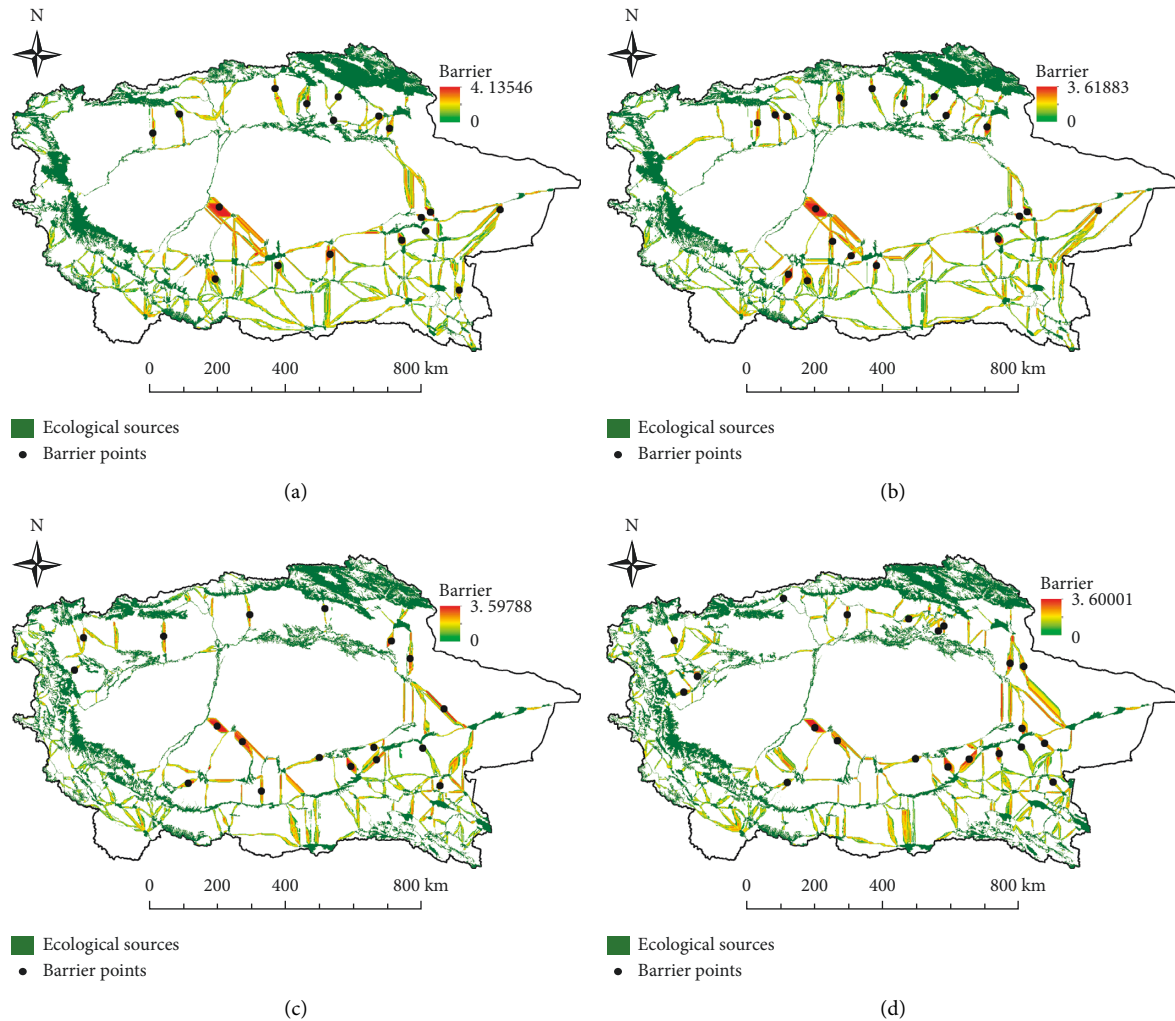 N
Barrier
4. 13546
0
0 200 400 800 km
Ecological sources
Barrier points
(a)
N
Barrier
3. 61883
0
0 200 400 800 km
Ecological sources
Barrier points
(b)
N
Barrier
3. 59788
0
0 200 400 800 km
Ecological sources
Barrier points
(c)
N
Barrier
3. 60001
0
0 200 400 800 km
Ecological sources
Barrier points
(d)